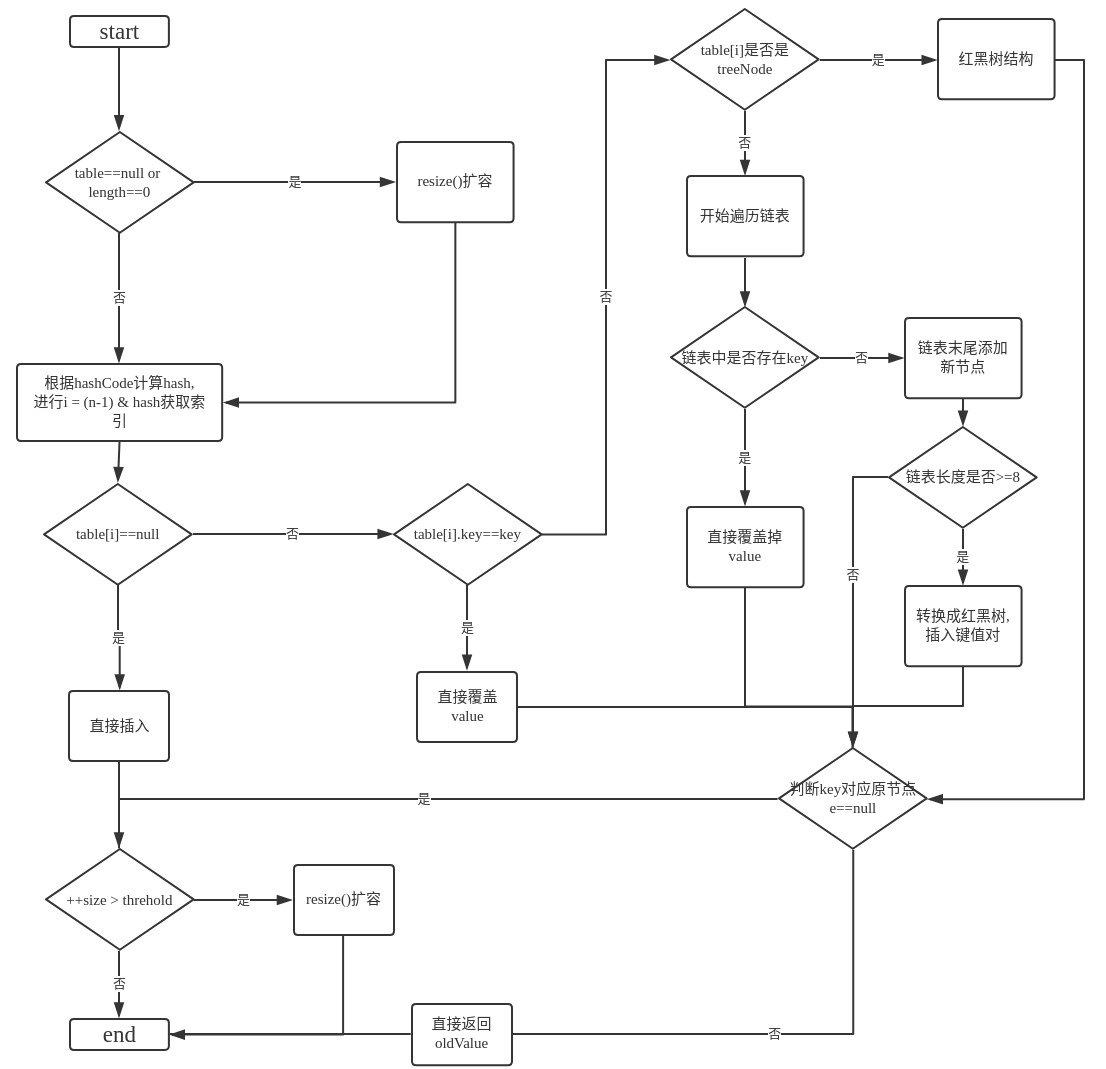 start
table==null or
length==0
是
resize()扩容
否
根据hashCode计算hash,
进行i = (n-1) & hash获取索
引
table[i]==null
否
table[i].key==key
是
直接插入
是
直接覆盖
value
否
table[i]是否是
treeNode
是
红黑树结构
否
开始遍历链表
链表中是否存在key
否
链表末尾添加
新节点
是
直接覆盖掉
value
链表长度是否>=8
否
是
转换成红黑树,
插入键值对
判断key对应原节点
e==null
是
++size > threhold
是
resize()扩容
否
end
直接返回
oldValue
否